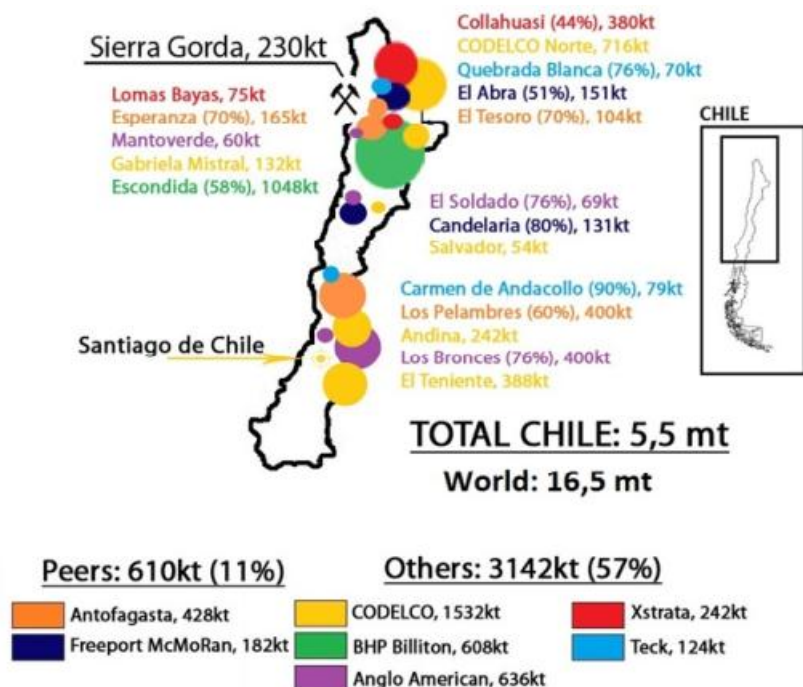 Sierra Gorda, 230kt
Collahuasi (44%), 380kt
CODELCO Norte, 716kt
Quebrada Blanca (76%), 70kt
El Abra (51%), 151kt
El Tesoro (70%), 104kt
Lomas Bayas, 75kt
Esperanza (70%), 165kt
Mantoverde, 60kt
Gabriela Mistral, 132kt
Escondida (58%), 1048kt
CHILE
El Soldado (76%), 69kt
Candelaria (80%), 131kt
Salvador, 54kt
Carmen de Andacollo (90%), 79kt
Los Pelambres (60%), 400kt
Andina, 242kt
Los Bronces (76%), 400kt
El Teniente, 388kt
Santiago de Chile
TOTAL CHILE: 5,5 mt
World: 16,5 mt
Peers: 610kt (11%)
Antofagasta, 428kt
Freeport McMoRan, 182kt
Others: 3142kt (57%)
CODELCO, 1532kt
BHP Billiton, 608kt
Anglo American, 636kt
Xstrata, 242kt
Teck, 124kt